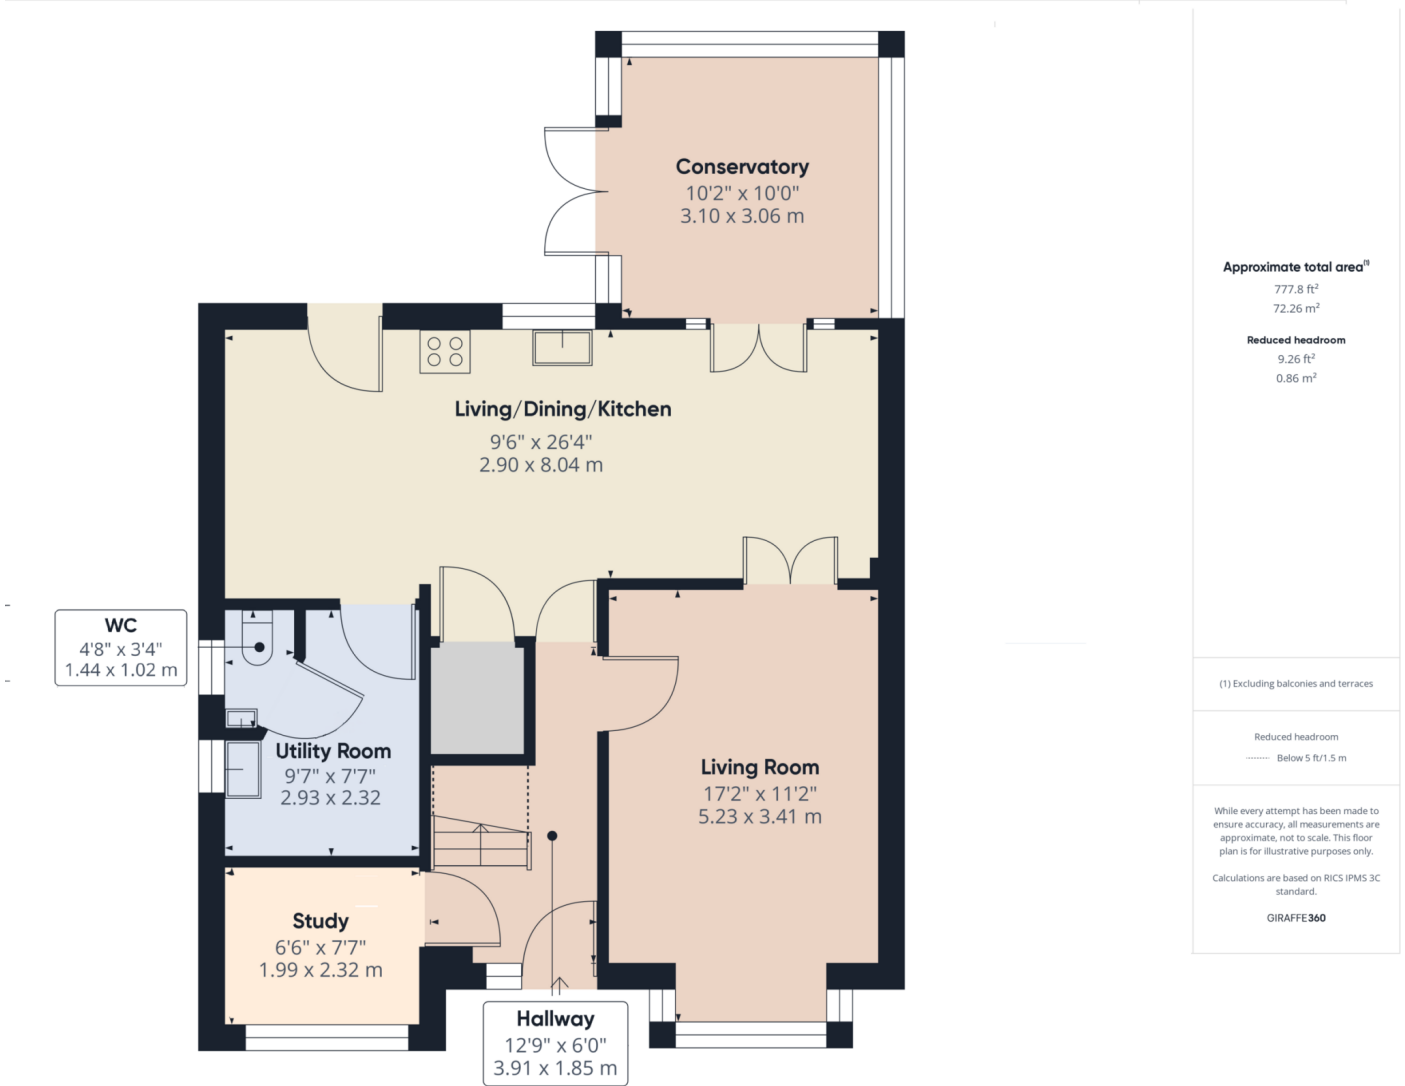 Conservatory
10'2" x 10'0"
3.10 x 3.06 m
Living/Dining/Kitchen
9'6" x 26'4"
2.90 x 8.04 m
WC
4'8" x 3'4"
1.44 x 1.02 m
Utility Room
9'7" x 7'7"
2.93 x 2.32
Living Room
17'2" x 11'2"
5.23 x 3.41 m
Study
6'6" x 7'7"
1.99 x 2.32 m
Hallway
12'9" x 6'0"
3.91 x 1.85 m
Approximate total area(1)
777.8 ft²
72.26 m²
Reduced headroom
9.26 ft²
0.86 m²
(1) Excluding balconies and terraces
Reduced headroom
Below 5 ft/1.5 m
While every attempt has been made to
ensure accuracy, all measurements are
approximate, not to scale. This floor
plan is for illustrative purposes only.
Calculations are based on RICS IPMS 3C
standard.
GIRAFFE360